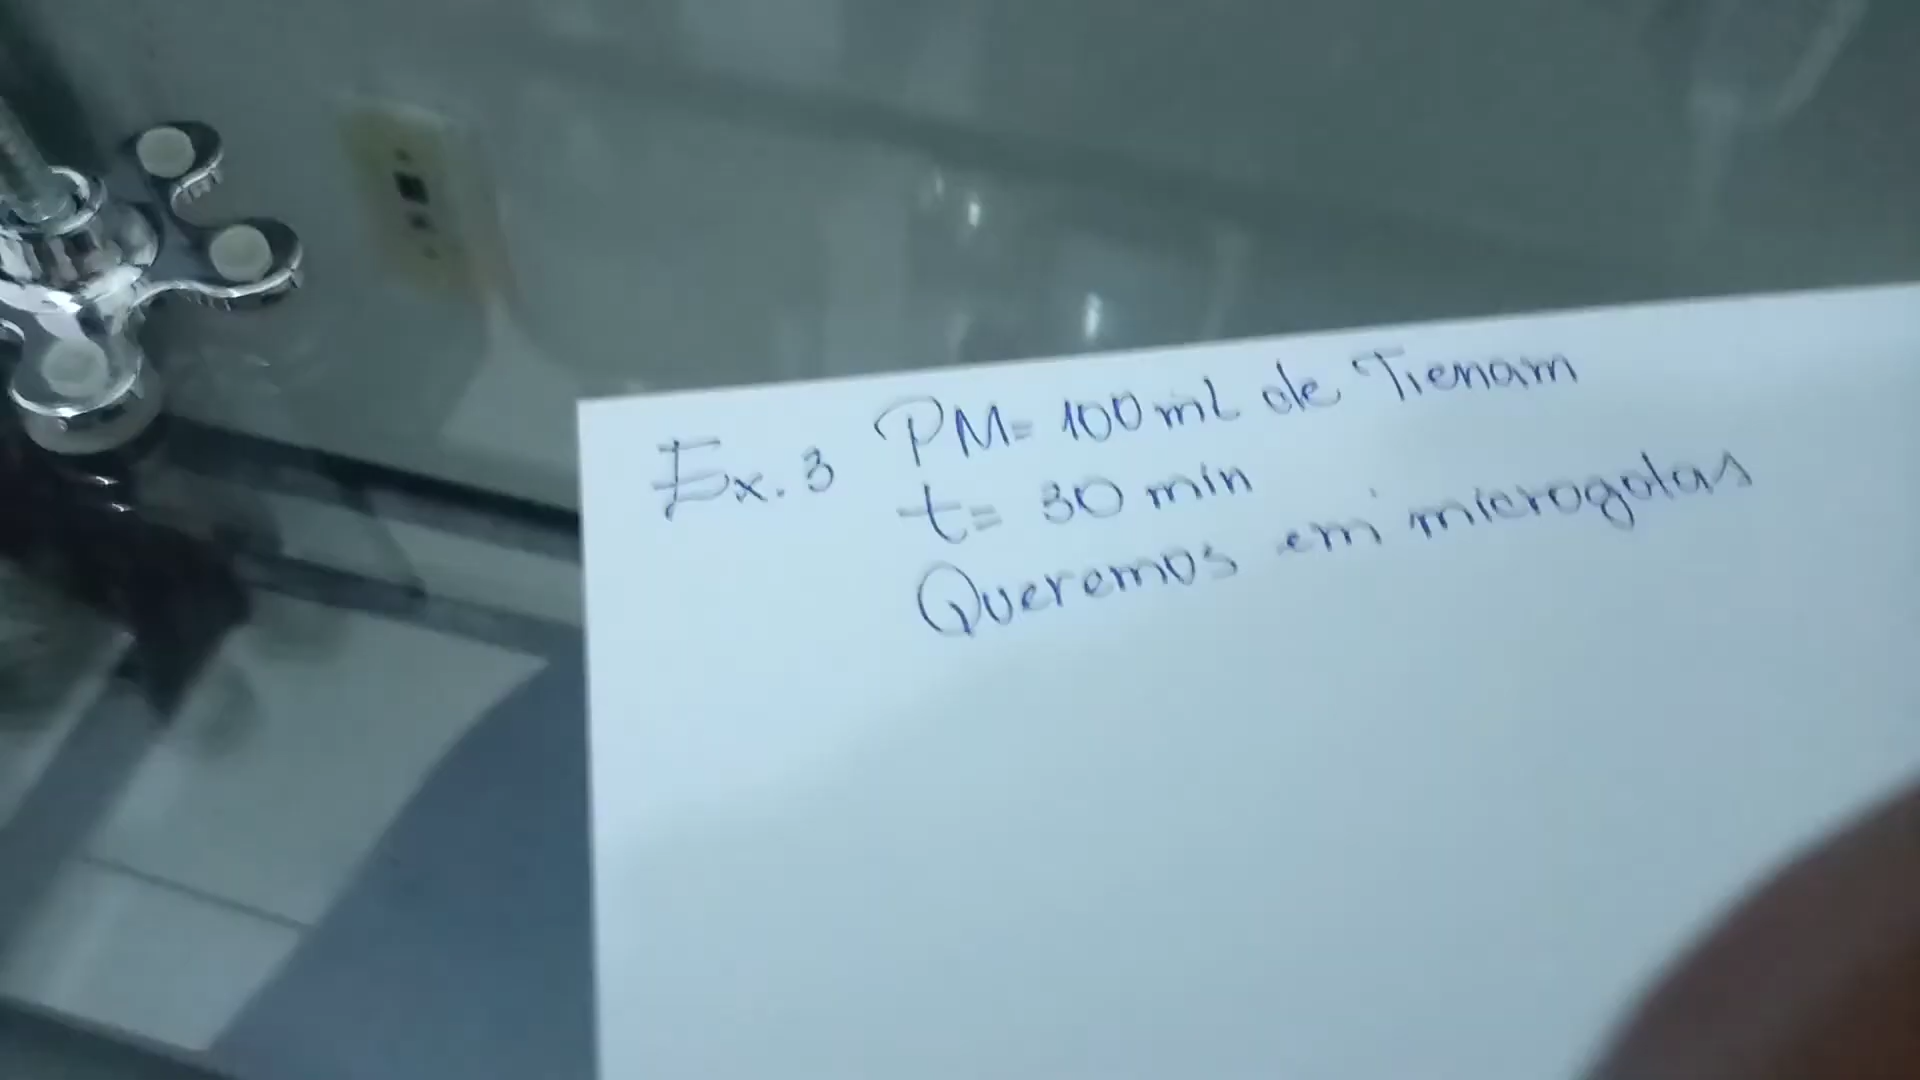 Ex. 3 PM= 100 mL de Tienam
t= 30 min
Queremos em microgotas